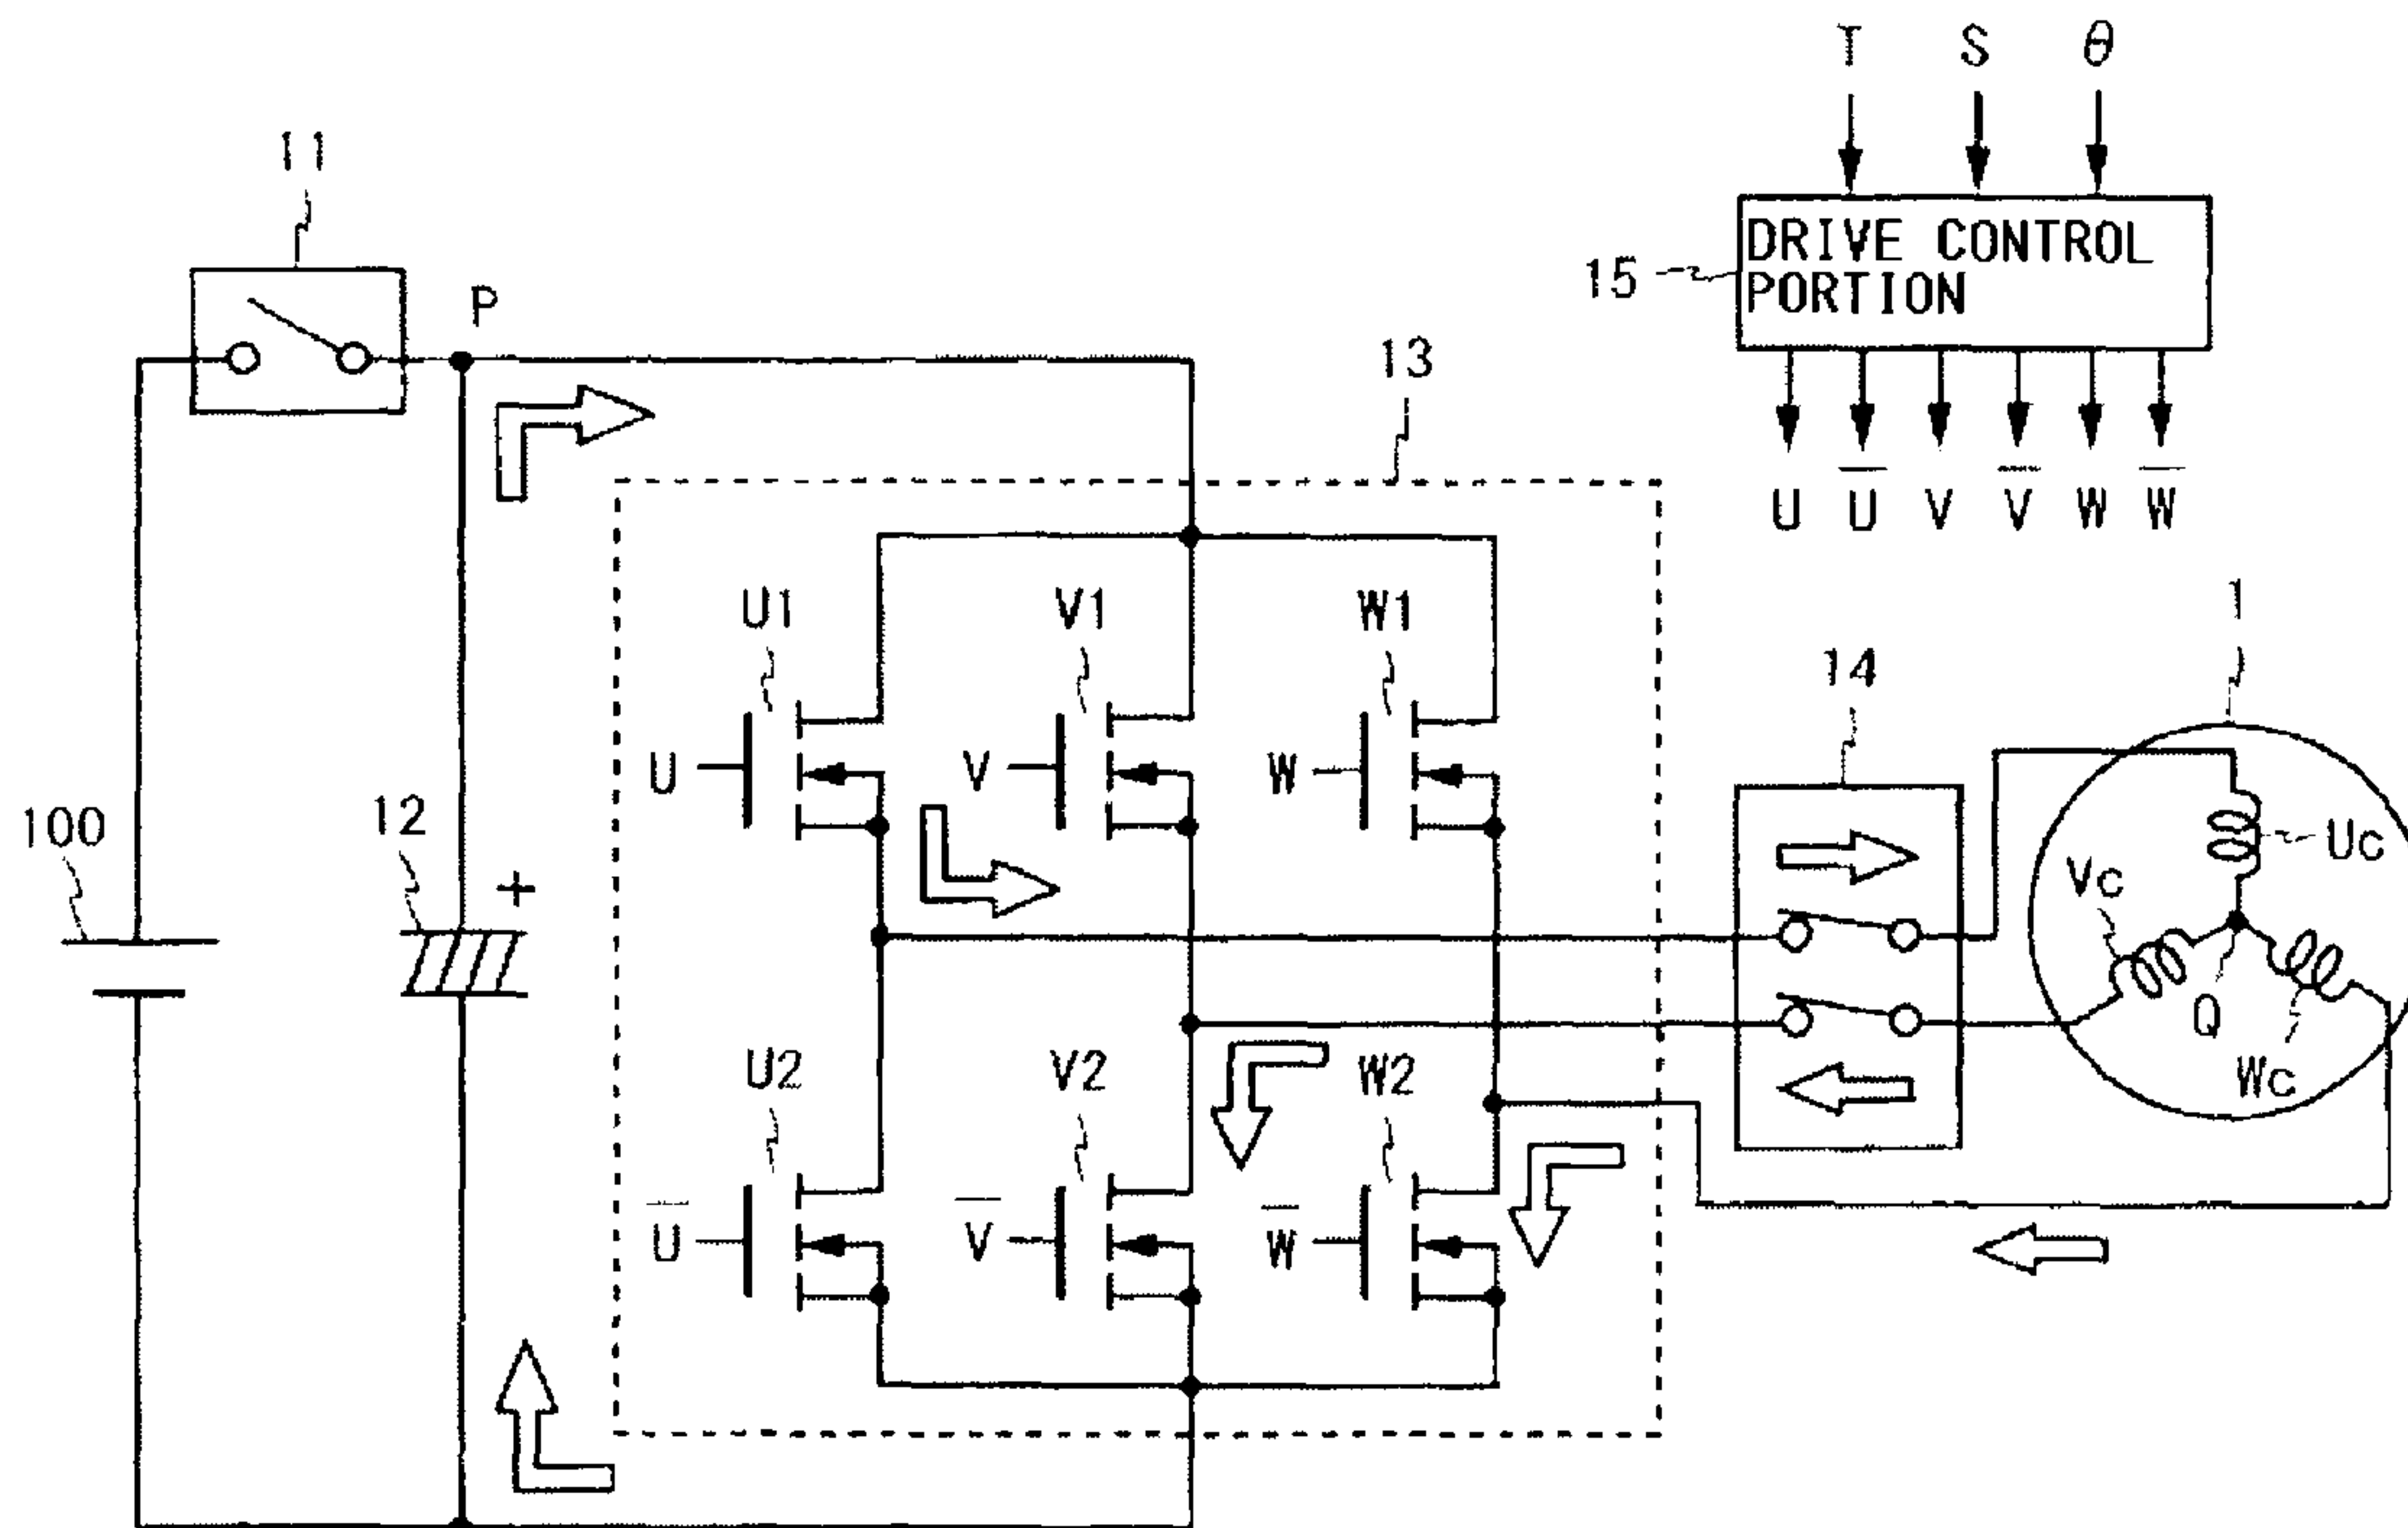 T S θ
11
DRIVE CONTROL
PORTION
15
P
13
U U̅ V V̅ W W̅
U1 V1 W1
1
14
U V W
100
12
+
Uc
Vc
Q
Wc
U2 V2 W2
U̅ V̅ W̅